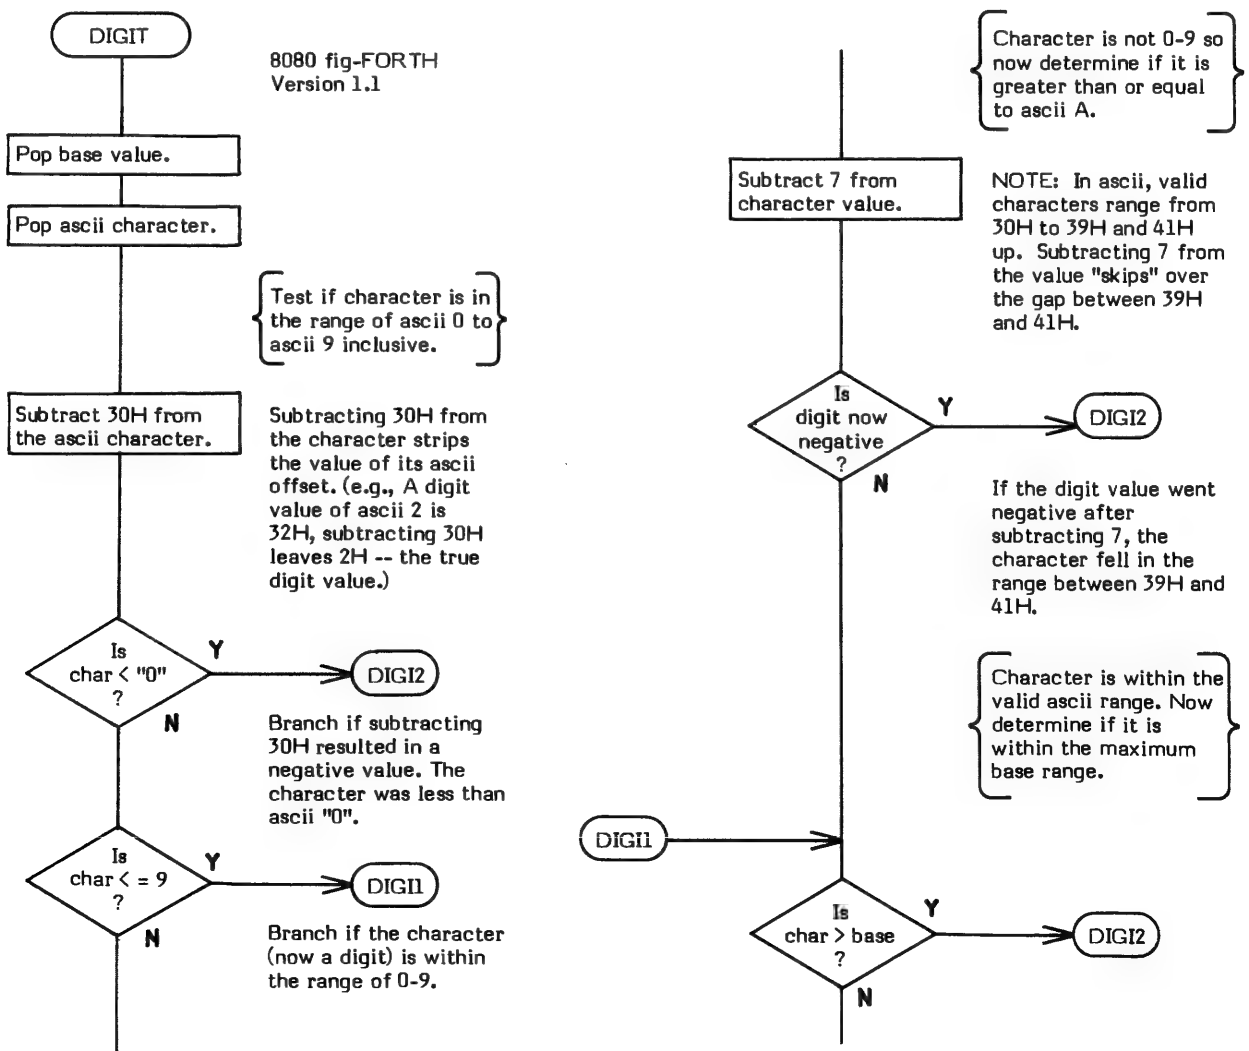 DIGIT
8080 fig-FORTH
Version 1.1
Pop base value.
Pop ascii character.
Test if character is in
the range of ascii 0 to
ascii 9 inclusive.
Subtract 30H from
the ascii character.
Subtracting 30H from
the character strips
the value of its ascii
offset. (e.g., A digit
value of ascii 2 is
32H, subtracting 30H
leaves 2H -- the true
digit value.)
Is
char < "0"
?
Y
DIGI2
N
Branch if subtracting
30H resulted in a
negative value. The
character was less than
ascii "0".
Is
char < = 9
?
Y
DIGI1
N
Branch if the character
(now a digit) is within
the range of 0-9.
Character is not 0-9 so
now determine if it is
greater than or equal
to ascii A.
Subtract 7 from
character value.
NOTE: In ascii, valid
characters range from
30H to 39H and 41H
up. Subtracting 7 from
the value "skips" over
the gap between 39H
and 41H.
Is
digit now
negative
?
Y
DIGI2
N
If the digit value went
negative after
subtracting 7, the
character fell in the
range between 39H and
41H.
Character is within the
valid ascii range. Now
determine if it is
within the maximum
base range.
DIGI1
Is
char > base
?
Y
DIGI2
N